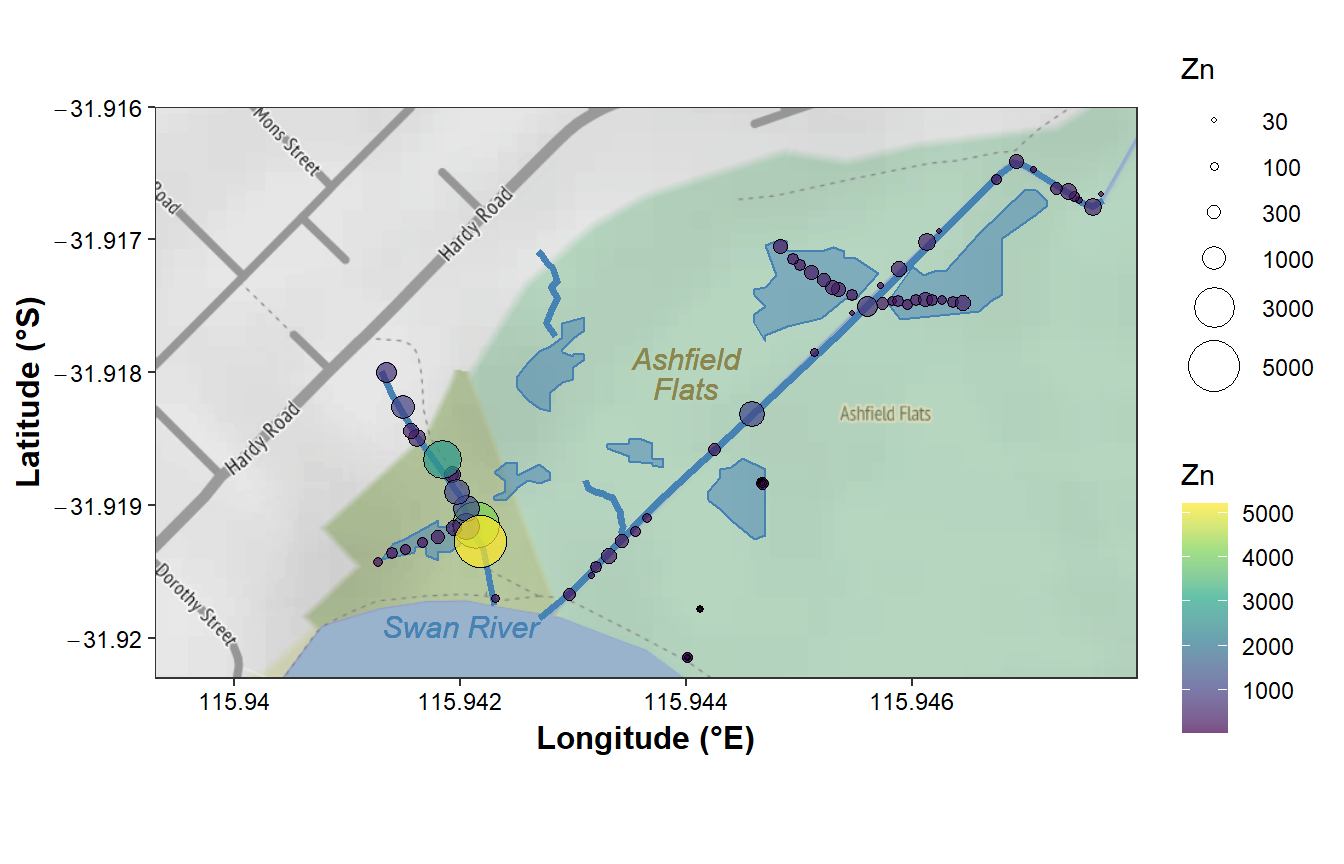 Zn
30
100
300
1000
3000
5000
Zn
5000
4000
3000
2000
1000
Latitude (°S)
−31.916
−31.917
−31.918
−31.919
−31.92
Mons Street
Road
Hardy Road
Hardy Road
Dorothy Street
Ashfield
Flats
Ashfield Flats
Swan River
115.94
115.942
115.944
115.946
Longitude (°E)